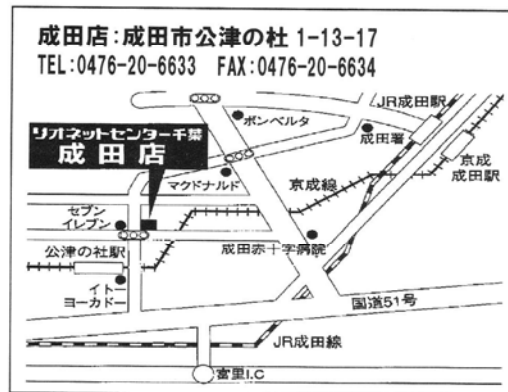 成田店:成田市公津の杜 1-13-17
TEL:0476-20-6633 FAX:0476-20-6634
JR成田駅
ボンベルタ
成田署
リオネットセンター千葉
成田店
京成
成田駅
マクドナルド
京成線
セブン
イレブン
成田赤十字病院
公津の杜駅
イトー
ヨーカドー
国道51号
JR成田線
富里I.C